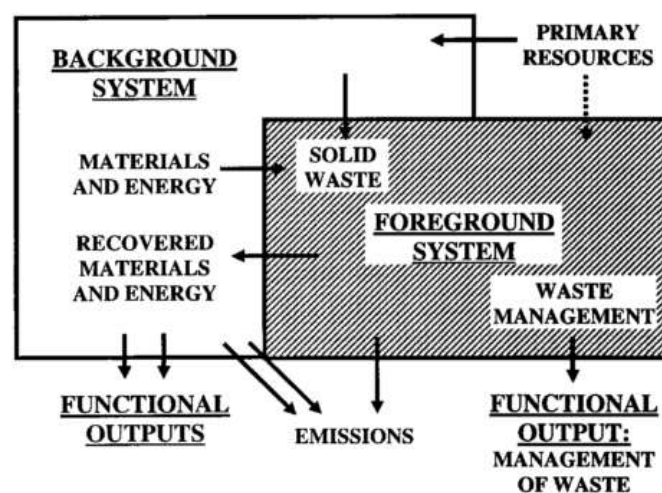 BACKGROUND
SYSTEM
PRIMARY
RESOURCES
MATERIALS
AND ENERGY
SOLID
WASTE
RECOVERED
MATERIALS
AND ENERGY
FOREGROUND
SYSTEM
WASTE
MANAGEMENT
FUNCTIONAL
OUTPUTS
EMISSIONS
FUNCTIONAL
OUTPUT:
MANAGEMENT
OF WASTE